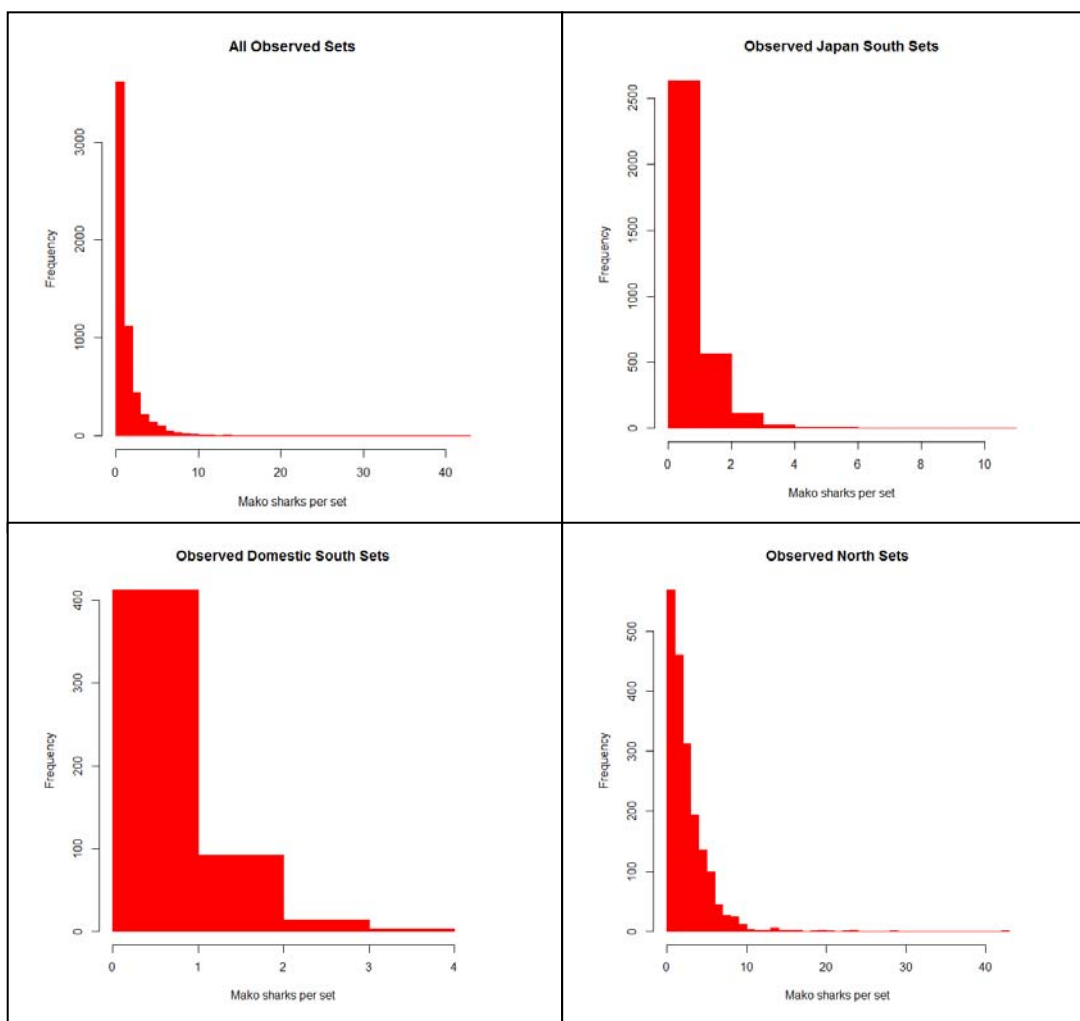 All Observed Sets
3000
2000
1000
0
Frequency
0 10 20 30 40
Mako sharks per set
Observed Japan South Sets
2500
2000
1500
1000
500
0
Frequency
0 2 4 6 8 10
Mako sharks per set
Observed Domestic South Sets
400
300
200
100
0
Frequency
0 1 2 3 4
Mako sharks per set
Observed North Sets
500
400
300
200
100
0
Frequency
0 10 20 30 40
Mako sharks per set